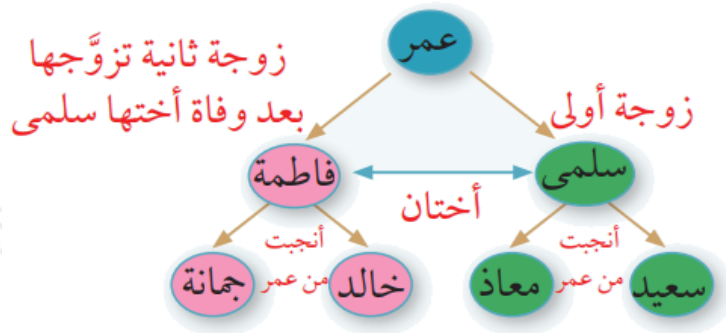 عمر
زوجة أولى
زوجة ثانية تزوَّجها
بعد وفاة أختها سلمى
سلمى
أختان
فاطمة
أنجبت
من عمر
أنجبت
من عمر
سعيد
معاذ
خالد
جمانة